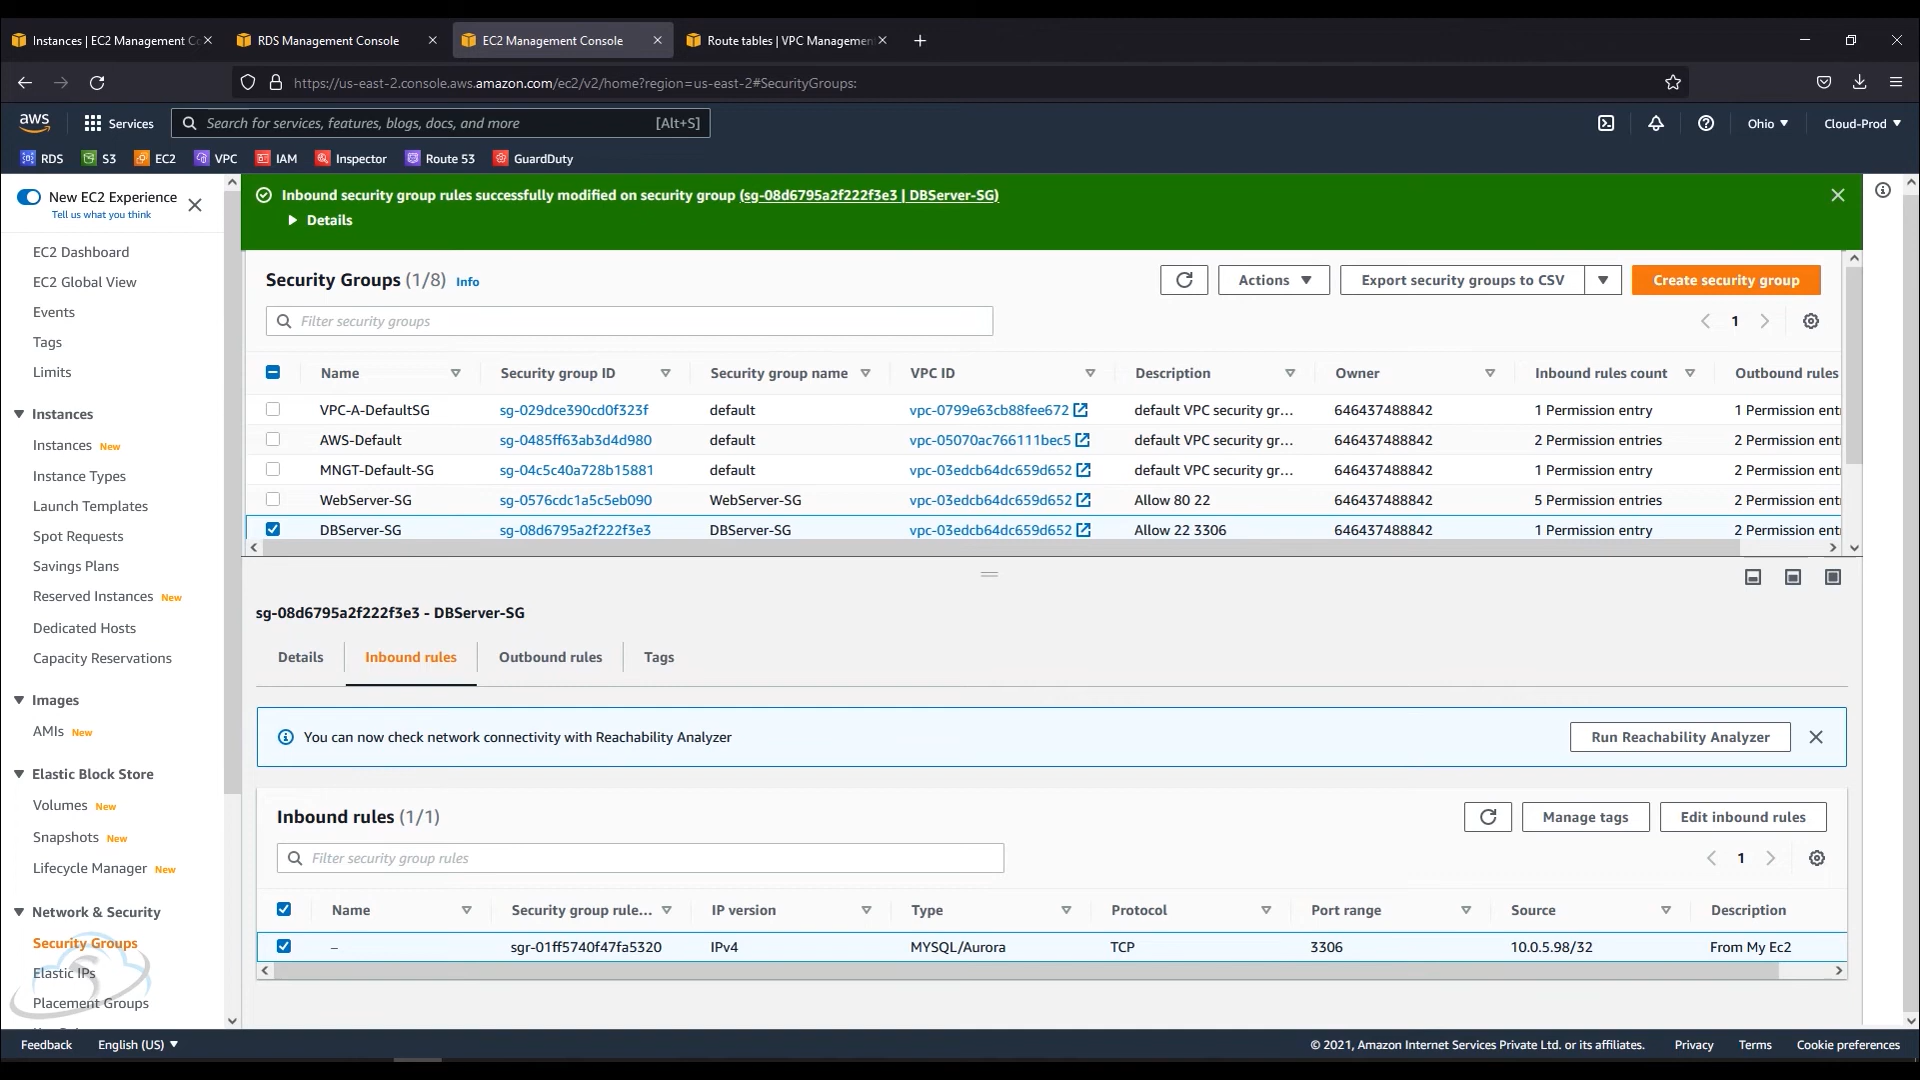 Instances | EC2 Management C
RDS Management Console
EC2 Management Console
Route tables | VPC Managemen
https://us-east-2.console.aws.amazon.com/ec2/v2/home?region=us-east-2#SecurityGroups:
aws
Services
Search for services, features, blogs, docs, and more
[Alt+S]
Ohio
Cloud-Prod
RDS
S3
EC2
VPC
IAM
Inspector
Route 53
GuardDuty
New EC2 Experience
Tell us what you think
EC2 Dashboard
EC2 Global View
Events
Tags
Limits
Instances
Instances New
Instance Types
Launch Templates
Spot Requests
Savings Plans
Reserved Instances New
Dedicated Hosts
Capacity Reservations
Images
AMIs New
Elastic Block Store
Volumes New
Snapshots New
Lifecycle Manager New
Network & Security
Security Groups
Elastic IPs
Placement Groups
Inbound security group rules successfully modified on security group (sg-08d6795a2f222f3e3 | DBServer-SG)
Details
Security Groups (1/8) Info
Actions
Export security groups to CSV
Create security group
Filter security groups
1
Name Security group ID Security group name VPC ID Description Owner Inbound rules count Outbound rules
VPC-A-DefaultSG sg-029dce390cd0f323f default vpc-0799e63cb88fee672 default VPC security gr... 646437488842 1 Permission entry 1 Permission ent
AWS-Default sg-0485ff63ab3d4d980 default vpc-05070ac766111bec5 default VPC security gr... 646437488842 2 Permission entries 2 Permission ent
MNGT-Default-SG sg-04c5c40a728b15881 default vpc-03edcb64dc659d652 default VPC security gr... 646437488842 1 Permission entry 2 Permission ent
WebServer-SG sg-0576cdc1a5c5eb090 WebServer-SG vpc-03edcb64dc659d652 Allow 80 22 646437488842 5 Permission entries 2 Permission ent
DBServer-SG sg-08d6795a2f222f3e3 DBServer-SG vpc-03edcb64dc659d652 Allow 22 3306 646437488842 1 Permission entry 2 Permission ent
sg-08d6795a2f222f3e3 - DBServer-SG
Details
Inbound rules
Outbound rules
Tags
You can now check network connectivity with Reachability Analyzer
Run Reachability Analyzer
Inbound rules (1/1)
Manage tags
Edit inbound rules
Filter security group rules
1
Name Security group rule... IP version Type Protocol Port range Source Description
– sgr-01ff5740f47fa5320 IPv4 MYSQL/Aurora TCP 3306 10.0.5.98/32 From My Ec2
Feedback
English (US)
© 2021, Amazon Internet Services Private Ltd. or its affiliates.
Privacy
Terms
Cookie preferences